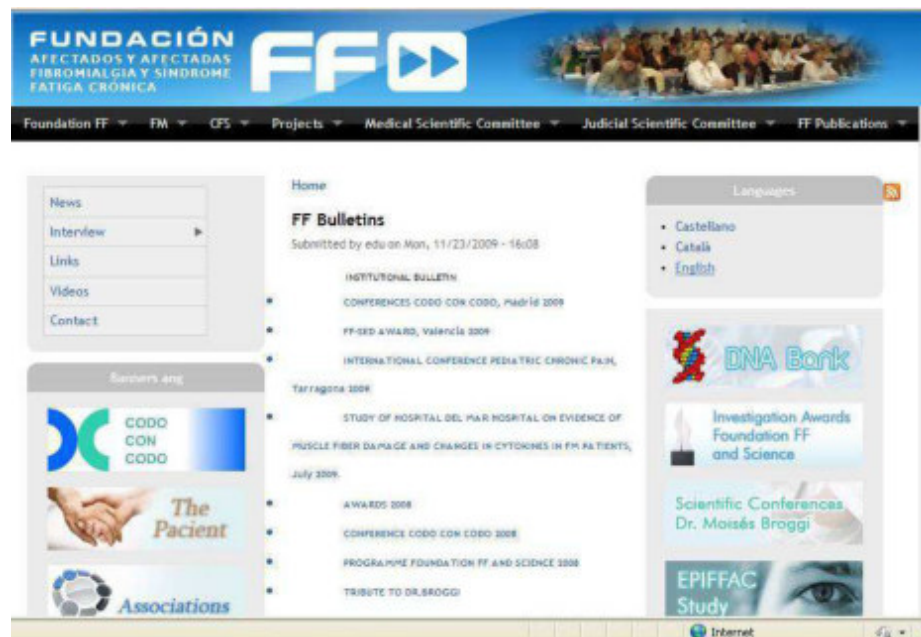 FUNDACIÓN
AFECTADOS Y AFECTADAS
FIBROMIALGIA Y SINDROME
FATIGA CRÓNICA
FF
Foundation FF
FM
CFS
Projects
Medical Scientific Committee
Judicial Scientific Committee
FF Publications
News
Interview
Links
Videos
Contact
Banners ang
CODO
CON
CODO
The
Pacient
Associations
Home
FF Bulletins
Submitted by edu on Mon, 11/23/2009 - 16:08
INSTITUTIONAL BULLETIN
CONFERENCES CODO CON CODO, Madrid 2009
FF-SED AWARD, Valencia 2009
INTERNATIONAL CONFERENCE PEDIATRIC CHRONIC PAIN,
Tarragona 2009
STUDY OF HOSPITAL DEL MAR HOSPITAL ON EVIDENCE OF
MUSCLE FIBER DAMAGE AND CHANGES IN CYTOKINES IN FM PATIENTS,
July 2009.
AWARDS 2008
CONFERENCE CODO CON CODO 2008
PROGRAMME FOUNDATION FF AND SCIENCE 2008
TRIBUTE TO DR.BROGGI
Languages
Castellano
Català
English
DNA Bank
Investigation Awards
Foundation FF
and Science
Scientific Conferences
Dr. Moisés Broggi
EPIFFAC
Study
Internet